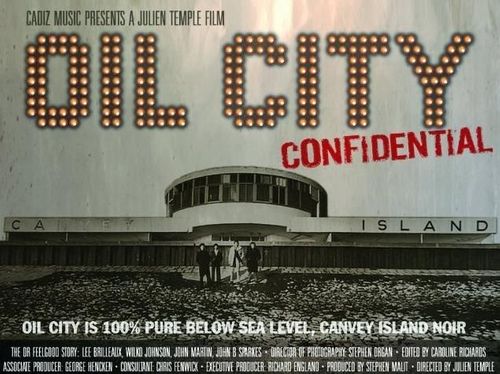 CADIZ MUSIC PRESENTS A JULIEN TEMPLE FILM
OIL CITY
CONFIDENTIAL
CANVEY ISLAND
OIL CITY IS 100% PURE BELOW SEA LEVEL, CANVEY ISLAND NOIR
THE DR FEELGOOD STORY: LEE BRILLEAUX, WILKO JOHNSON, JOHN MARTIN, JOHN B SPARKES • DIRECTOR OF PHOTOGRAPHY: STEPHEN ORGAN • EDITED BY CAROLINE RICHARDS
ASSOCIATE PRODUCER: GEORGE HENCKEN • CONSULTANT: CHRIS FENWICK • EXECUTIVE PRODUCER: RICHARD ENGLAND • PRODUCED BY STEPHEN MALIT • DIRECTED BY JULIEN TEMPLE